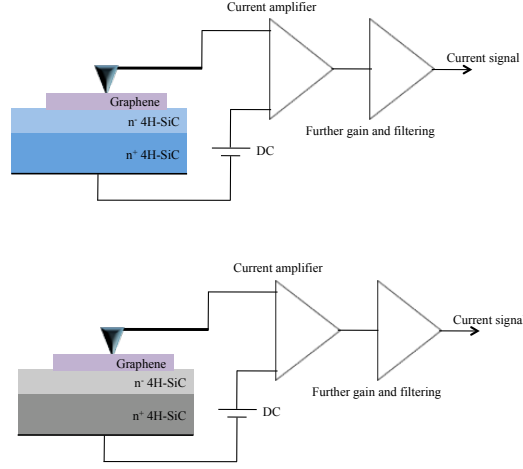 Current amplifier
Current signal
Graphene
n- 4H-SiC
Further gain and filtering
n+ 4H-SiC
DC
Current amplifier
Current signa
Graphene
n- 4H-SiC
Further gain and filtering
n+ 4H-SiC
DC